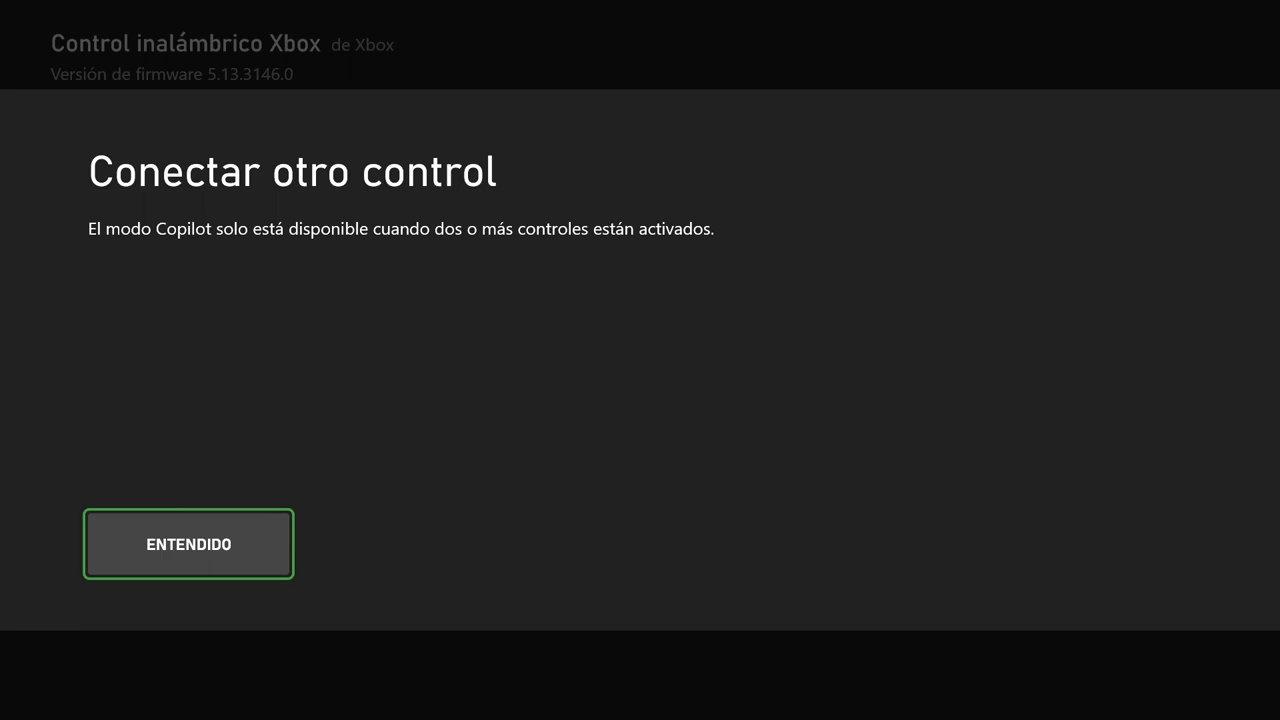 Control inalámbrico Xbox de Xbox
Versión de firmware 5.13.3146.0
Conectar otro control
El modo Copilot solo está disponible cuando dos o más controles están activados.
ENTENDIDO